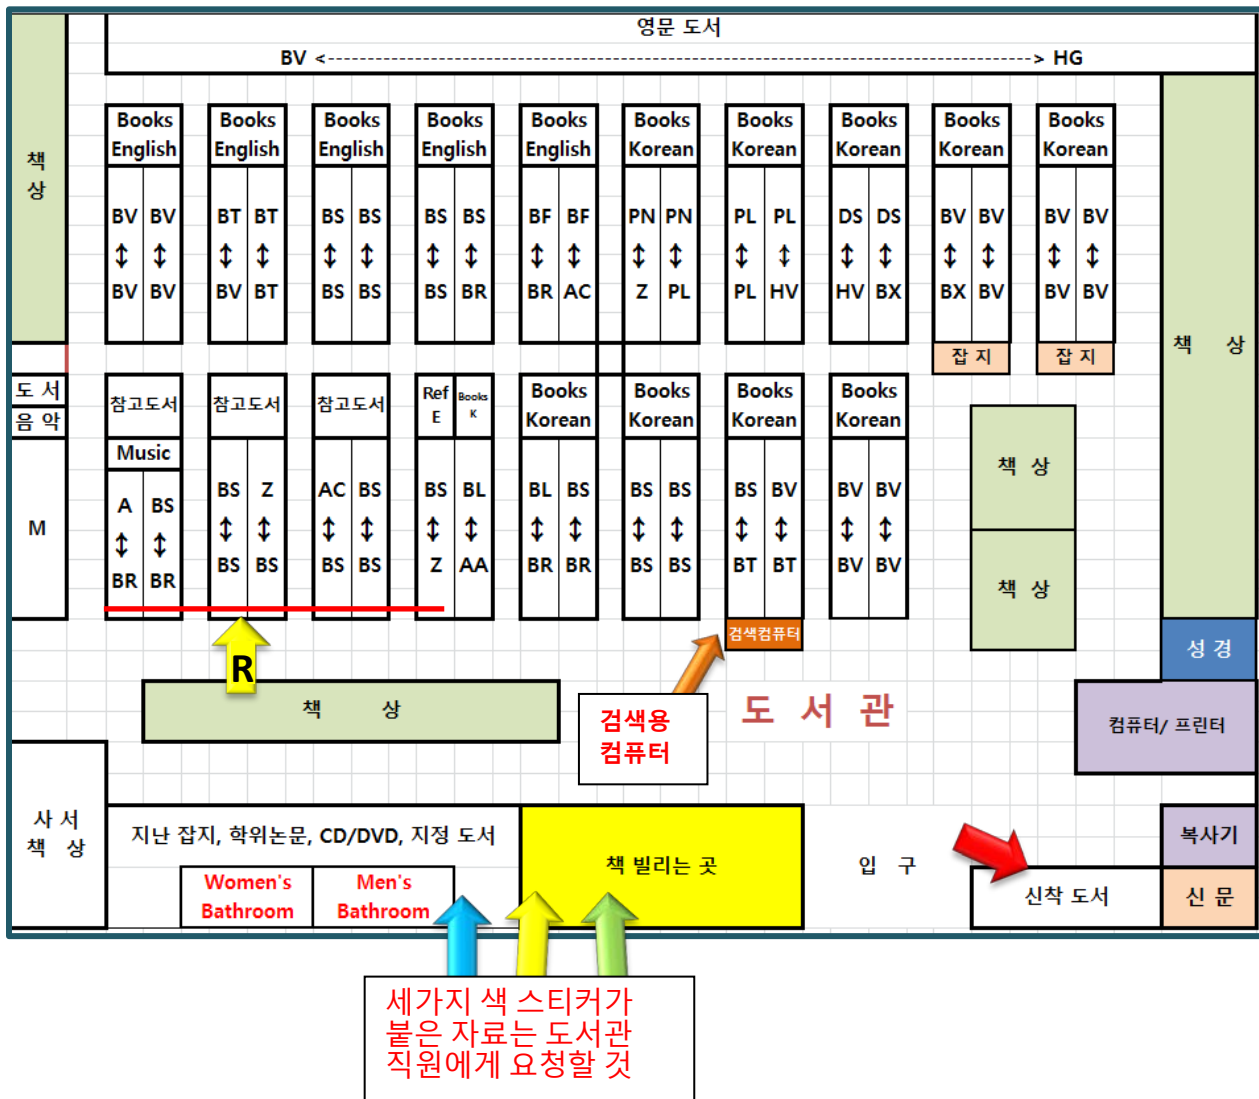 영문 도서
BV <----------------------------------------------------------------------> HG
책
상
Books Books Books Books Books Books Books Books Books Books
English English English English English Korean Korean Korean Korean Korean
BV BV BT BT BS BS BS BS BF BF PN PN PL PL DS DS BV BV BV BV
↕ ↕ ↕ ↕ ↕ ↕ ↕ ↕ ↕ ↕ ↕ ↕ ↕ ↕ ↕ ↕ ↕ ↕ ↕ ↕
BV BV BV BT BS BS BS BR BR AC Z PL PL HV HV BX BX BV BV BV
잡 지 잡 지
책 상
도 서
음 악
M
참고도서 참고도서 참고도서 Ref Books Books Books Books Books
E K Korean Korean Korean Korean
Music
A BS BS Z AC BS BS BL BL BS BS BS BS BV BV BV
↕ ↕ ↕ ↕ ↕ ↕ ↕ ↕ ↕ ↕ ↕ ↕ ↕ ↕ ↕ ↕
BR BR BS BS BS BS Z AA BR BR BS BS BT BT BV BV
책 상
책 상
검색컴퓨터
성 경
R
책 상
검색용
컴퓨터
도 서 관
컴퓨터/ 프린터
사 서
책 상
지난 잡지, 학위논문, CD/DVD, 지정 도서
Women's
Bathroom
Men's
Bathroom
책 빌리는 곳
입 구
복사기
신착 도서
신 문
세가지 색 스티커가
붙은 자료는 도서관
직원에게 요청할 것